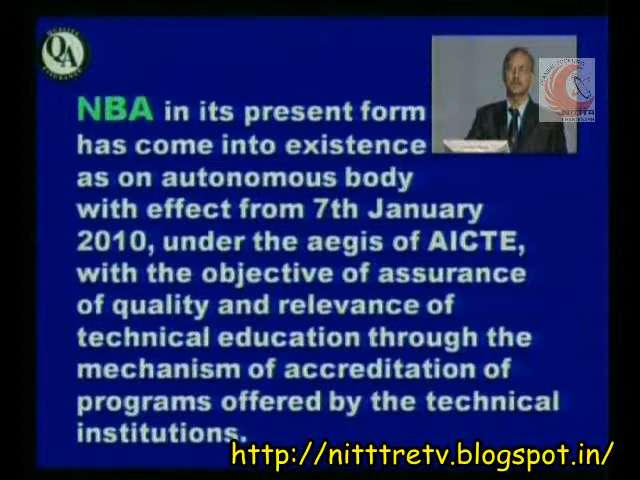 QA
NBA in its present form
has come into existence
as on autonomous body
with effect from 7th January
2010, under the aegis of AICTE,
with the objective of assurance
of quality and relevance of
technical education through the
mechanism of accreditation of
programs offered by the technical
institutions.
http://nitttretv.blogspot.in/